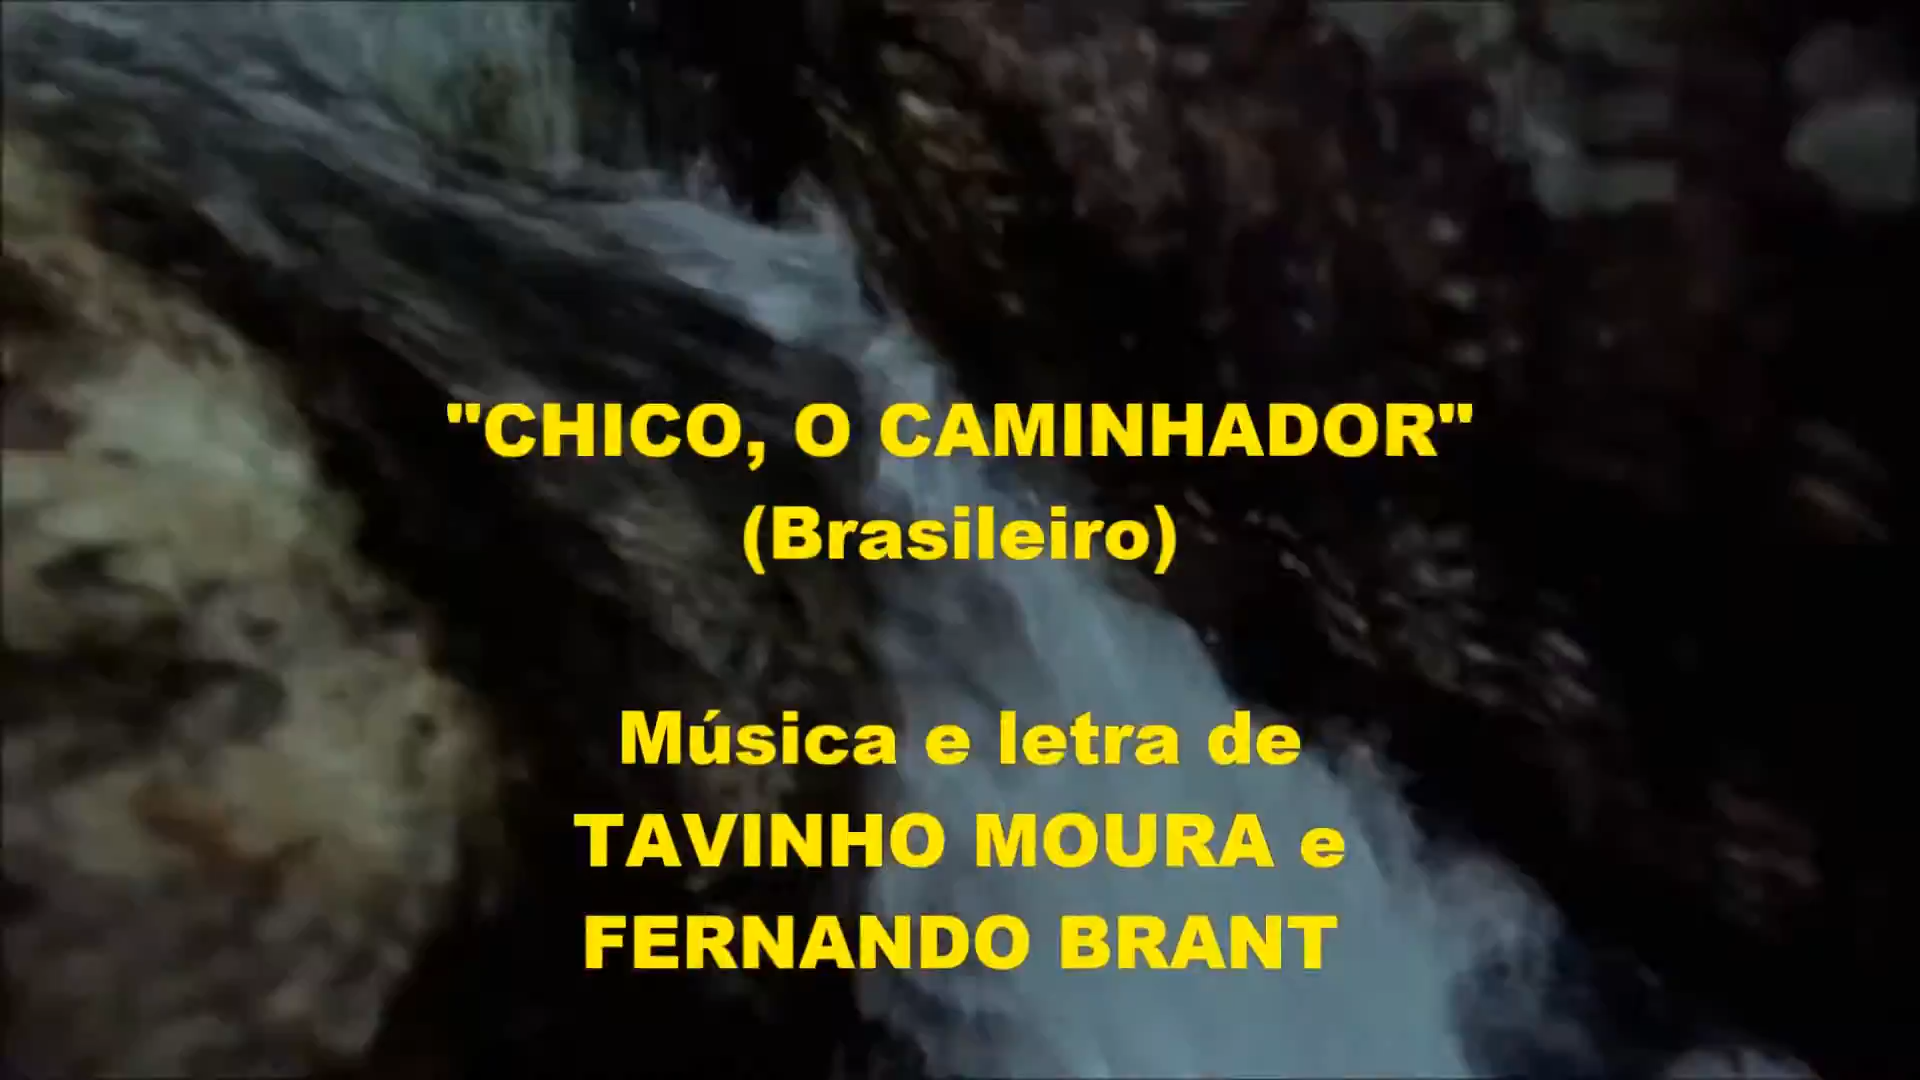 "CHICO, O CAMINHADOR"
(Brasileiro)
Música e letra de
TAVINHO MOURA e
FERNANDO BRANT